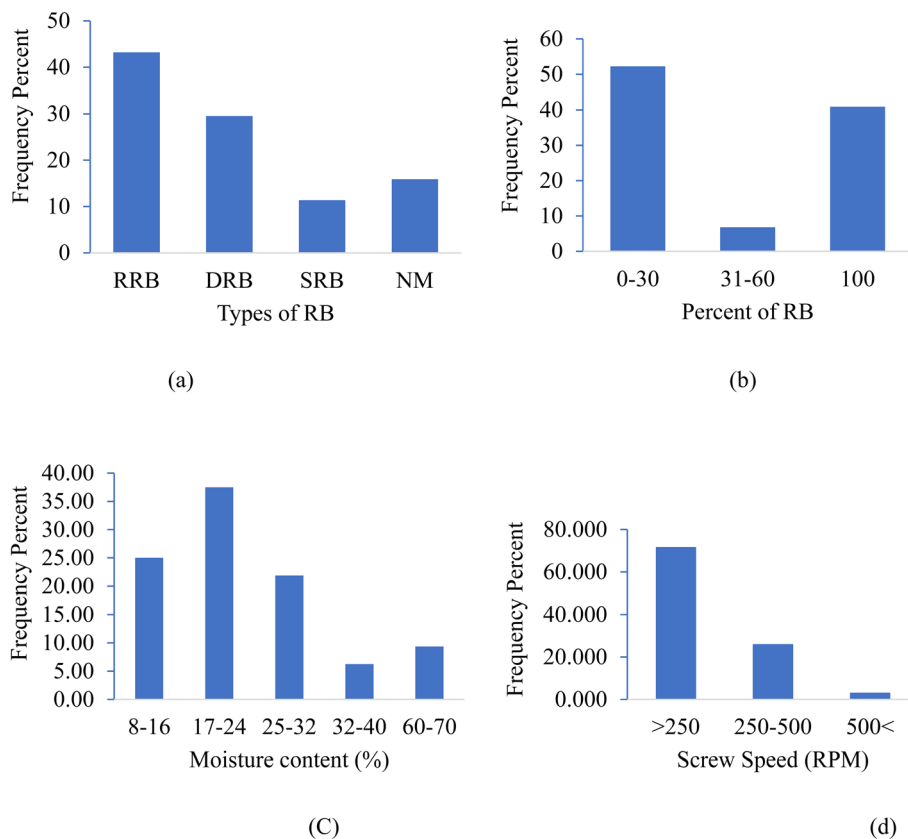 Frequency Percent
50
40
30
20
10
0
RRB DRB SRB NM
Types of RB
(a)
Frequency Percent
60
50
40
30
20
10
0
0-30 31-60 100
Percent of RB
(b)
Frequency Percent
40.00
35.00
30.00
25.00
20.00
15.00
10.00
5.00
0.00
8-16 17-24 25-32 32-40 60-70
Moisture content (%)
(C)
Frequency Percent
80.000
60.000
40.000
20.000
0.000
>250 250-500 500<
Screw Speed (RPM)
(d)